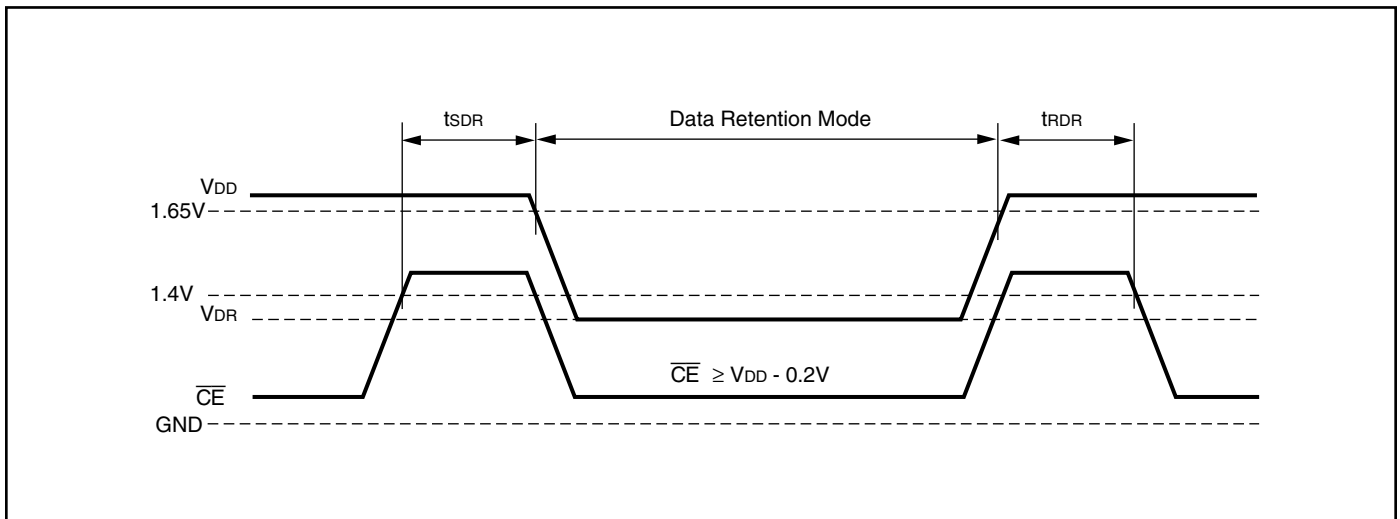 tSDR Data Retention Mode tRDR
VDD
1.65V
1.4V
VDR
CE ≥ VDD - 0.2V
CE
GND